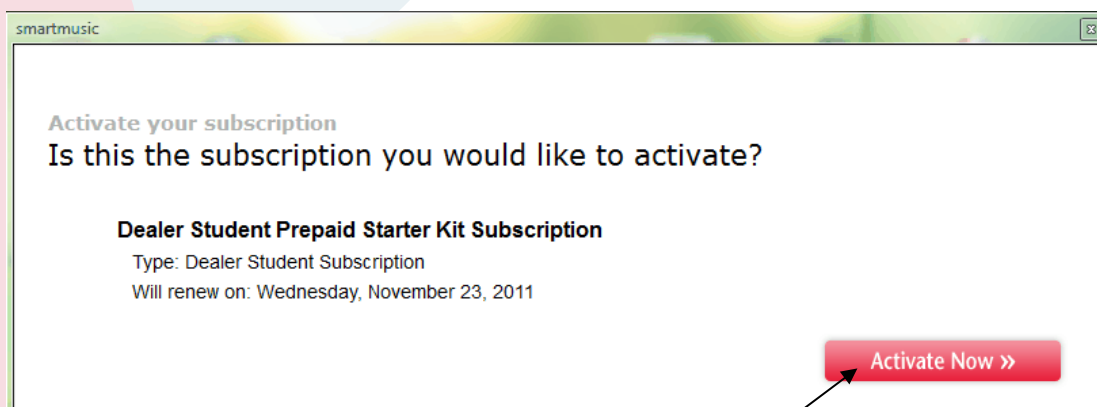 smartmusic
Activate your subscription
Is this the subscription you would like to activate?
Dealer Student Prepaid Starter Kit Subscription
Type: Dealer Student Subscription
Will renew on: Wednesday, November 23, 2011
Activate Now »